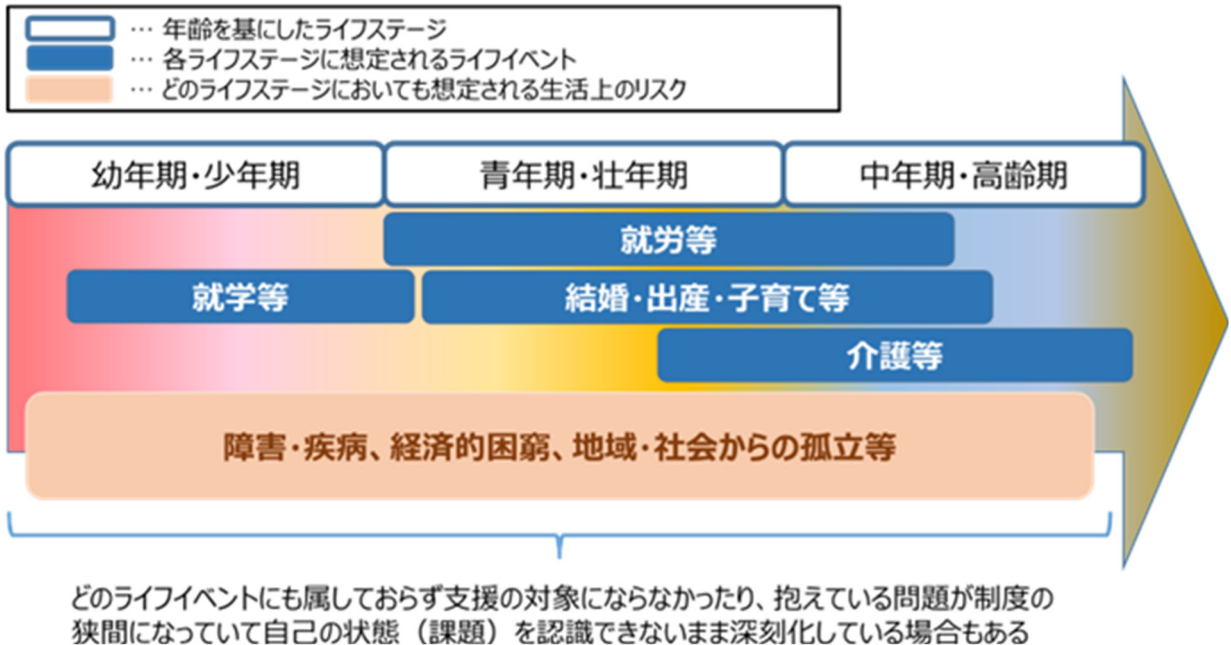 … 年齢を基にしたライフステージ
… 各ライフステージに想定されるライフイベント
… どのライフステージにおいても想定される生活上のリスク
幼年期・少年期
青年期・壮年期
中年期・高齢期
就労等
就学等
結婚・出産・子育て等
介護等
障害・疾病、経済的困窮、地域・社会からの孤立等
どのライフイベントにも属しておらず支援の対象にならなかったり、抱えている問題が制度の
狭間になっていて自己の状態（課題）を認識できないまま深刻化している場合もある